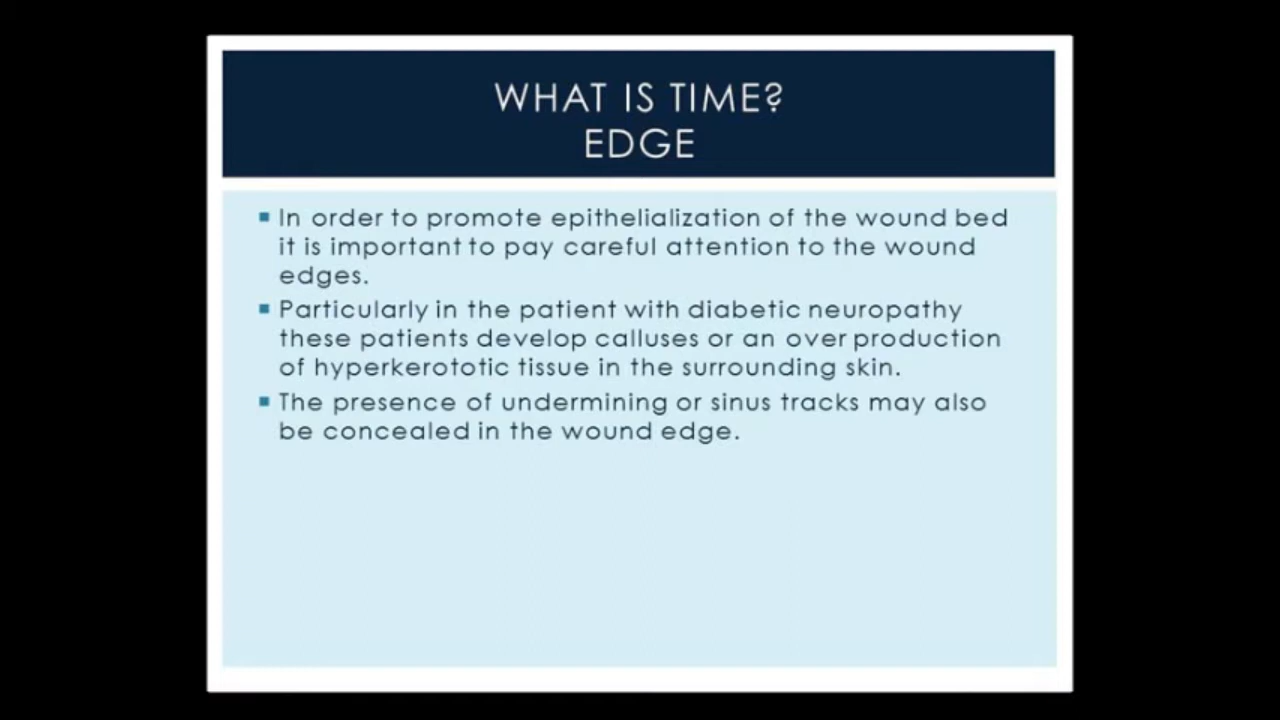 WHAT IS TIME?
EDGE
▪ In order to promote epithelialization of the wound bed
it is important to pay careful attention to the wound
edges.
▪ Particularly in the patient with diabetic neuropathy
these patients develop calluses or an over production
of hyperkerototic tissue in the surrounding skin.
▪ The presence of undermining or sinus tracks may also
be concealed in the wound edge.